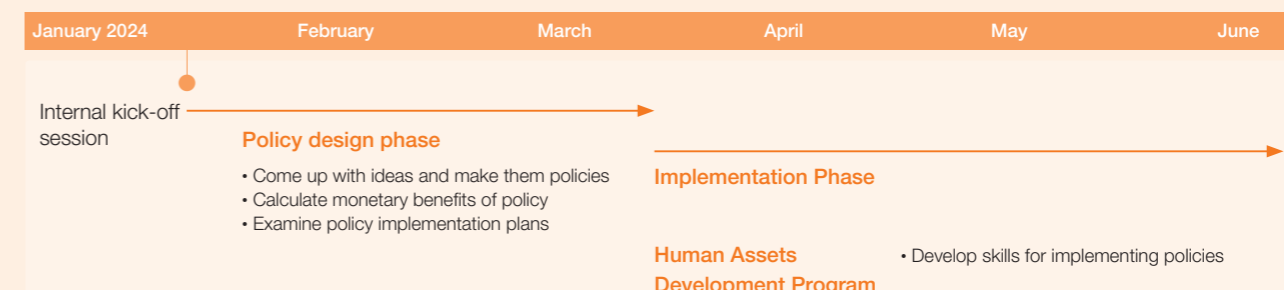 January 2024 February March April May June
Internal kick-off
session
Policy design phase
• Come up with ideas and make them policies
• Calculate monetary benefits of policy
• Examine policy implementation plans
Implementation Phase
Human Assets
Development Program
• Develop skills for implementing policies